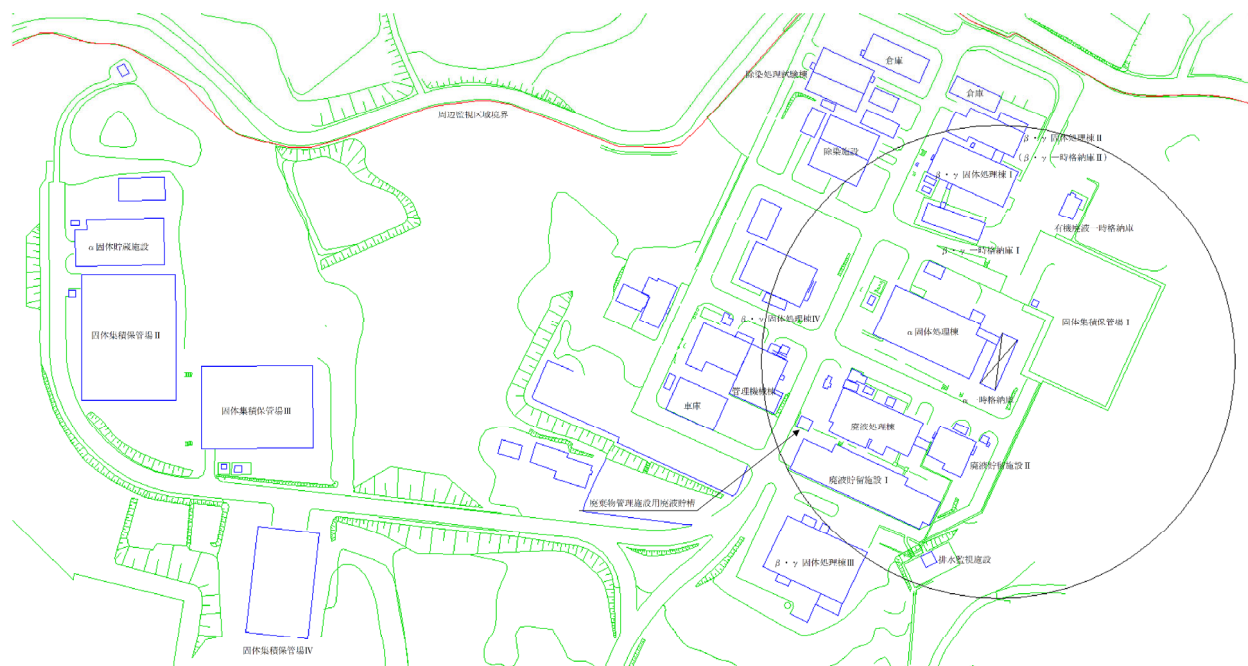 倉庫
除染処理試験棟
倉庫
周辺監視区域境界
β・γ 固体処理棟Ⅱ
(β・γ 一時格納庫Ⅱ)
除染施設
β・γ 固体処理棟Ⅰ
有機廃液一時格納庫
α 固体貯蔵施設
β・γ 一時格納庫Ⅰ
β・γ 固体処理棟Ⅳ
固体集積保管場Ⅰ
固体集積保管場Ⅱ
α 固体処理棟
管理機械棟
α 一時格納庫
車庫
固体集積保管場Ⅲ
廃液処理棟
廃液貯留施設Ⅱ
廃液貯留施設Ⅰ
廃棄物管理施設用廃液貯槽
排水監視施設
β・γ 固体処理棟Ⅲ
固体集積保管場Ⅳ